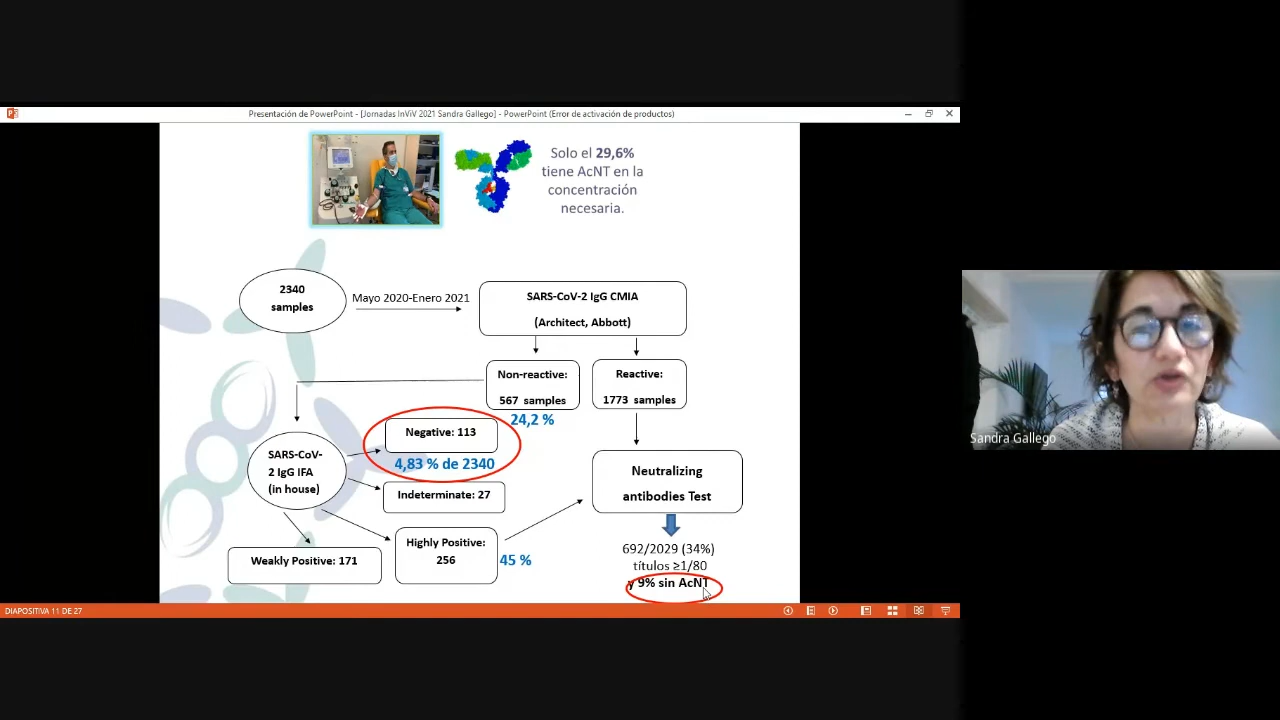 Presentación de PowerPoint - [Jornadas InViV 2021 Sandra Gallego] - PowerPoint (Error de activación de productos)
Solo el 29,6%
tiene AcNT en la
concentración
necesaria.
2340
samples
Mayo 2020-Enero 2021
SARS-CoV-2 IgG CMIA
(Architect, Abbott)
Non-reactive:
567 samples
24,2 %
Reactive:
1773 samples
Negative: 113
4,83 % de 2340
SARS-CoV-
2 IgG IFA
(in house)
Indeterminate: 27
Highly Positive:
256
45 %
Weakly Positive: 171
Neutralizing
antibodies Test
692/2029 (34%)
títulos ≥1/80
y 9% sin AcNT
Sandra Gallego
DIAPOSITIVA 11 DE 27